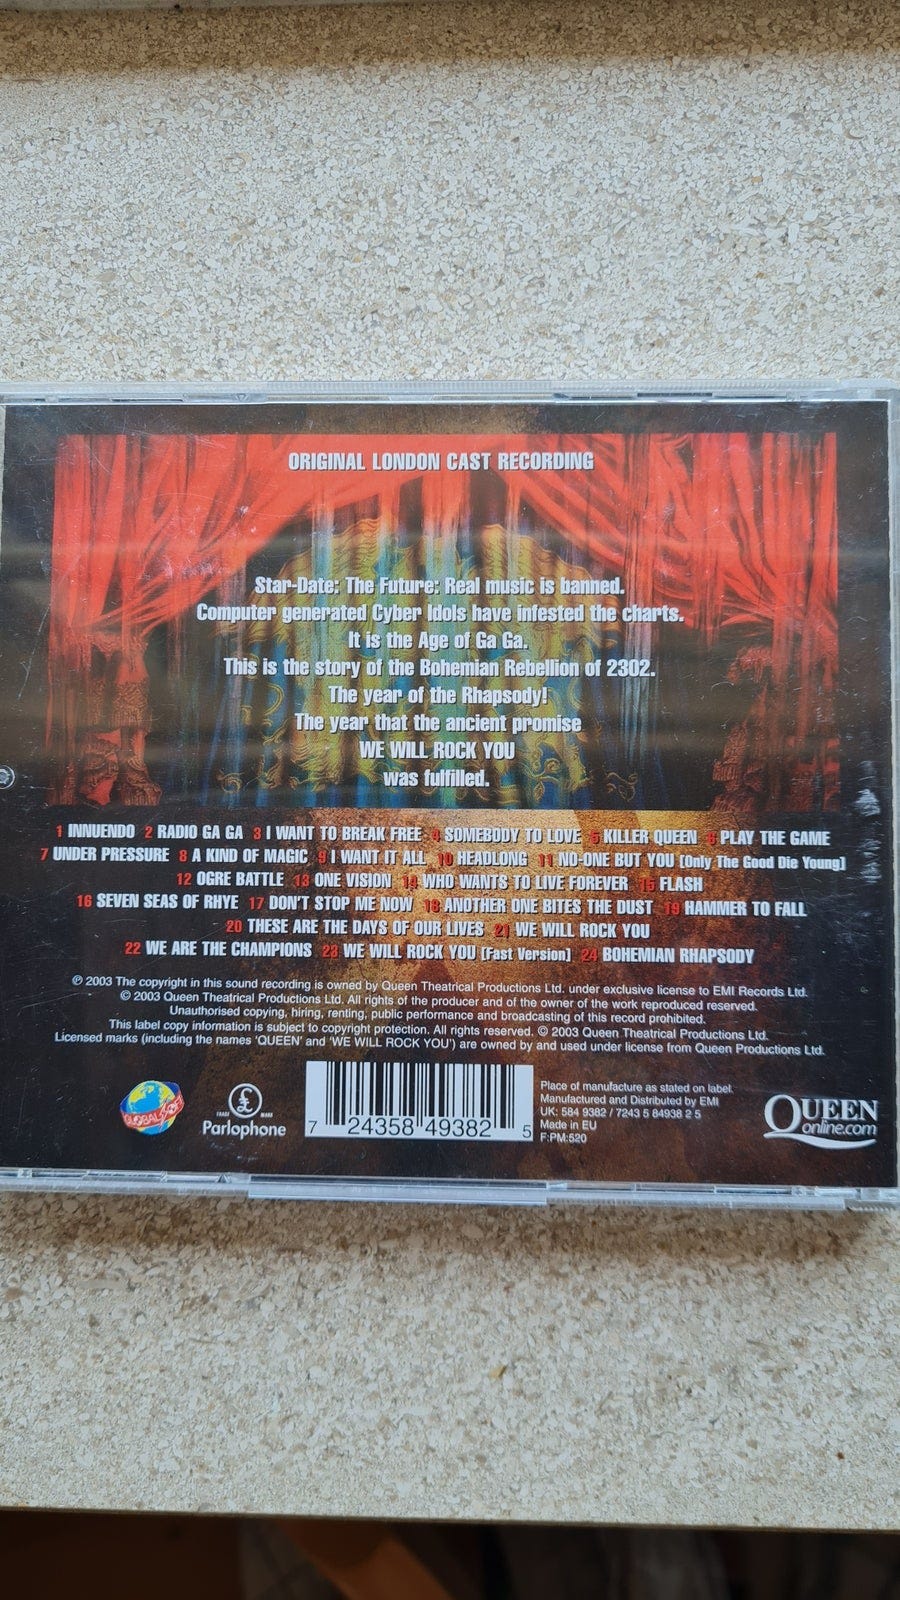 ORIGINAL LONDON CAST RECORDING
Star-Date: The Future: Real music is banned.
Computer generated Cyber Idols have infested the charts.
It is the Age of Ga Ga.
This is the story of the Bohemian Rebellion of 2302.
The year of the Rhapsody!
The year that the ancient promise
WE WILL ROCK YOU
was fulfilled.
1 INNUENDO 2 RADIO GA GA 3 I WANT TO BREAK FREE 4 SOMEBODY TO LOVE 5 KILLER QUEEN 6 PLAY THE GAME
7 UNDER PRESSURE 8 A KIND OF MAGIC 9 I WANT IT ALL 10 HEADLONG 11 NO-ONE BUT YOU [Only The Good Die Young]
12 OGRE BATTLE 13 ONE VISION 14 WHO WANTS TO LIVE FOREVER 15 FLASH
16 SEVEN SEAS OF RHYE 17 DON'T STOP ME NOW 18 ANOTHER ONE BITES THE DUST 19 HAMMER TO FALL
20 THESE ARE THE DAYS OF OUR LIVES 21 WE WILL ROCK YOU
22 WE ARE THE CHAMPIONS 23 WE WILL ROCK YOU [Fast Version] 24 BOHEMIAN RHAPSODY
℗ 2003 The copyright in this sound recording is owned by Queen Theatrical Productions Ltd. under exclusive license to EMI Records Ltd.
© 2003 Queen Theatrical Productions Ltd. All rights of the producer and of the owner of the work reproduced reserved.
Unauthorised copying, hiring, renting, public performance and broadcasting of this record prohibited.
This label copy information is subject to copyright protection. All rights reserved. © 2003 Queen Theatrical Productions Ltd.
Licensed marks (including the names 'QUEEN' and 'WE WILL ROCK YOU') are owned by and used under license from Queen Productions Ltd.
GLOBAL
TRADE MARK
£
Parlophone
7 24358 49382 5
Place of manufacture as stated on label.
Manufactured and Distributed by EMI
UK: 584 9382 / 7243 5 84938 2 5
Made in EU
F:PM:520
QUEEN
online.com